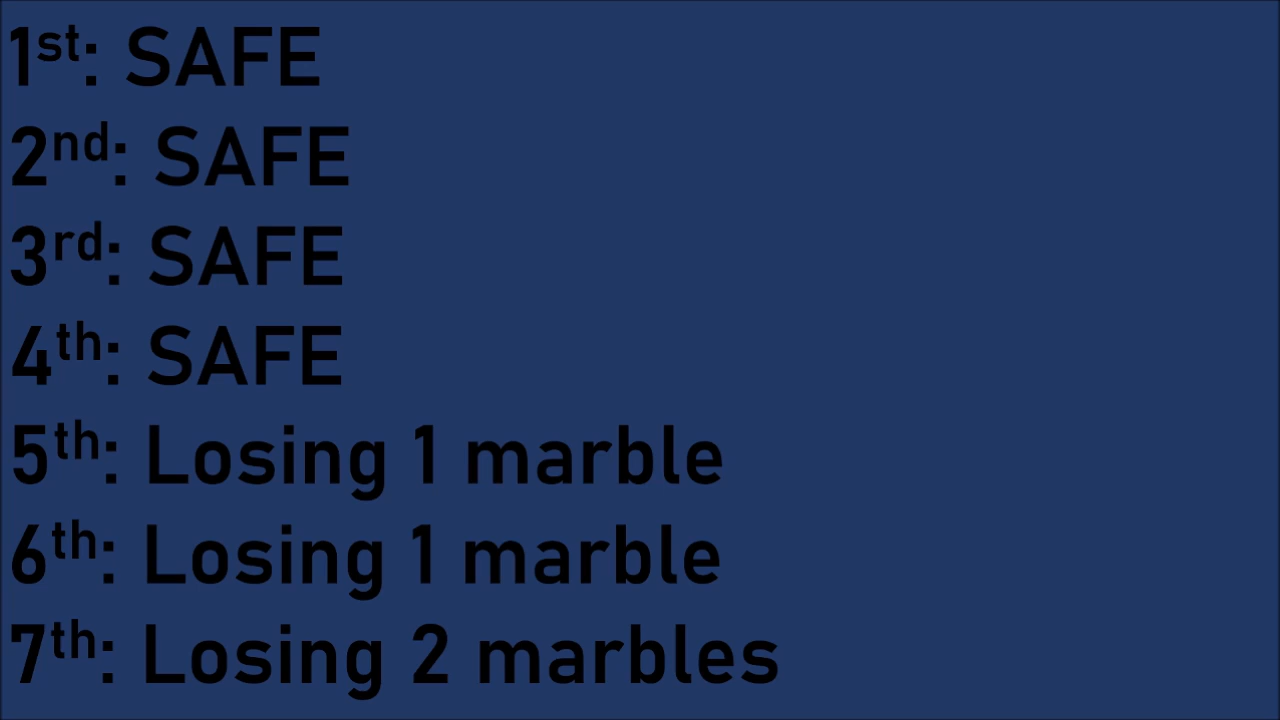 1st: SAFE
2nd: SAFE
3rd: SAFE
4th: SAFE
5th: Losing 1 marble
6th: Losing 1 marble
7th: Losing 2 marbles